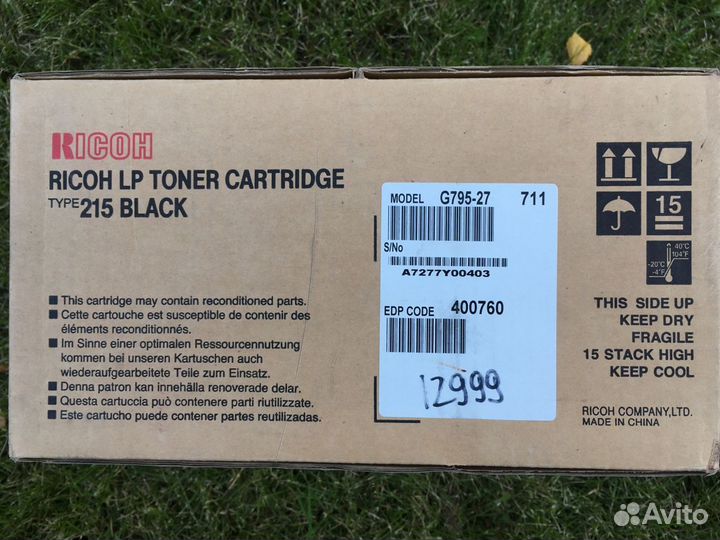 RICOH
RICOH LP TONER CARTRIDGE
TYPE 215 BLACK
■ This cartridge may contain reconditioned parts.
■ Cette cartouche est susceptible de contenir des
éléments reconditionnés.
■ Im Sinne einer optimalen Ressourcennutzung
kommen bei unseren Kartuschen auch
wiederaufgearbeitete Teile zum Einsatz.
■ Denna patron kan innehålla renoverade delar.
■ Questa cartuccia può contenere parti riutilizzate.
■ Este cartucho puede contener partes reutilizadas.
MODEL G795-27 711
S/No
A7277Y00403
EDP CODE 400760
12999
15
40°C
104°F
-20°C
-4°F
THIS SIDE UP
KEEP DRY
FRAGILE
15 STACK HIGH
KEEP COOL
RICOH COMPANY,LTD.
MADE IN CHINA
Avito